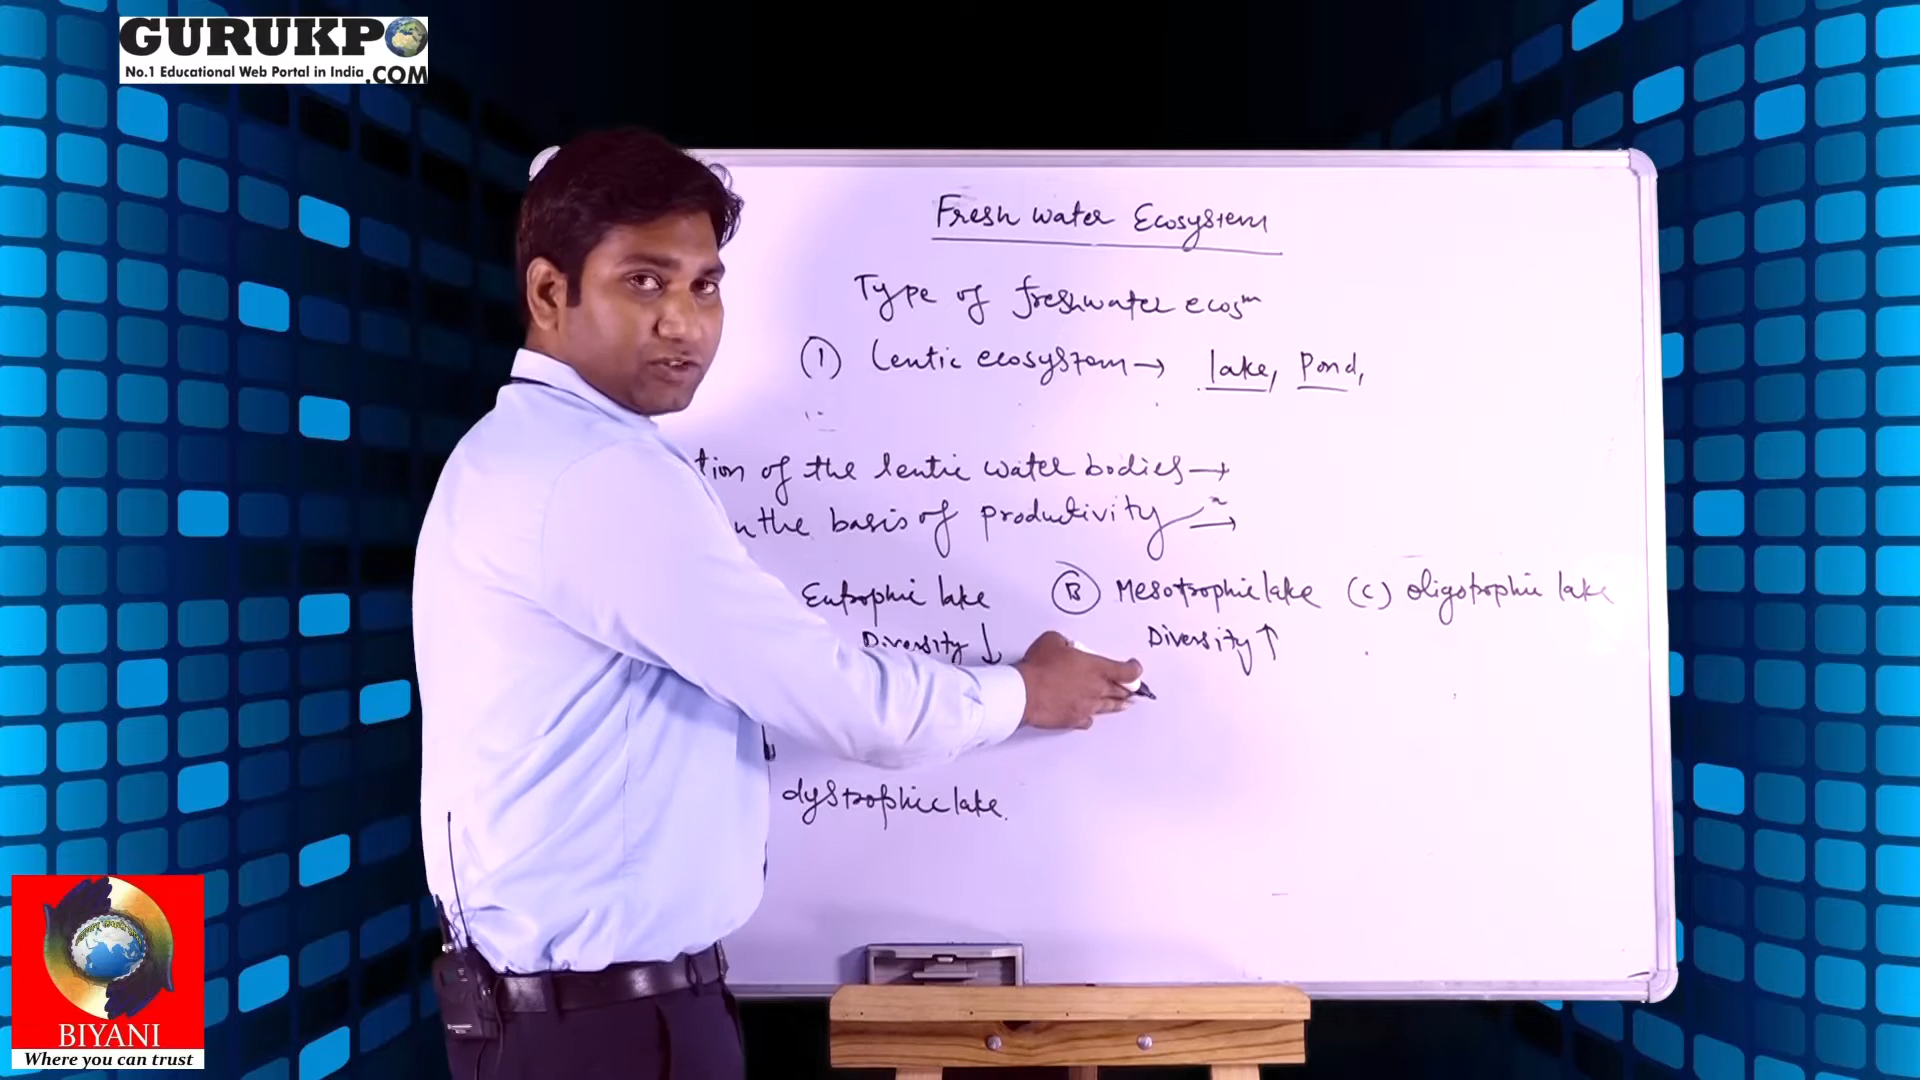 GURUKPO
No.1 Educational Web Portal in India .COM
Fresh water Ecosystem
Type of freshwater ecosm
(1) Lentic ecosystem → lake, Pond,
tion of the lentic water bodies →
n the basis of productivity →
Eutrophic lake (B) Mesotrophic lake (C) oligotrophic lake
Diversity ↓ Diversity ↑
dystrophic lake.
BIYANI
Where you can trust